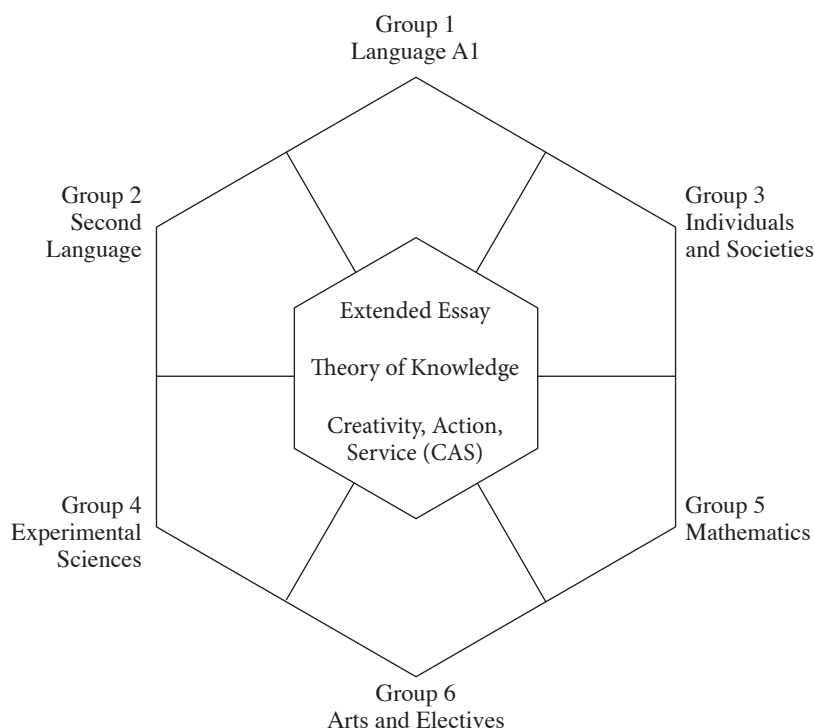 Group 1
Language A1
Group 2
Second
Language
Group 3
Individuals
and Societies
Extended Essay
Theory of Knowledge
Creativity, Action,
Service (CAS)
Group 4
Experimental
Sciences
Group 5
Mathematics
Group 6
Arts and Electives